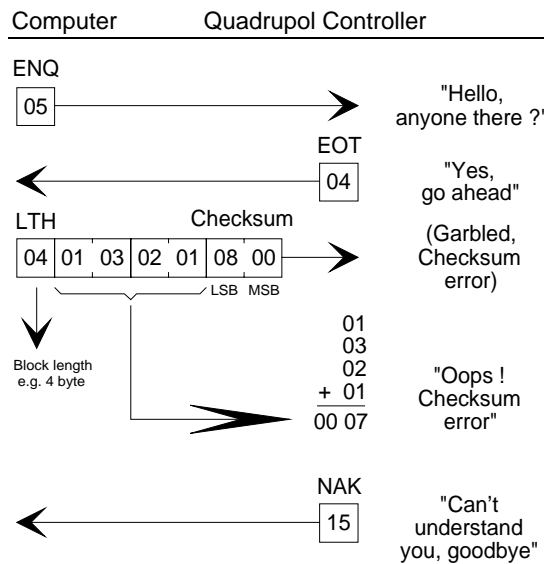 Computer Quadrupol Controller
ENQ
05
"Hello,
anyone there ?"
EOT
04
"Yes,
go ahead"
LTH Checksum
04 01 03 02 01 08 00
LSB MSB
(Garbled,
Checksum
error)
Block length
e.g. 4 byte
01
03
02
+ 01
00 07
"Oops !
Checksum
error"
NAK
15
"Can't
understand
you, goodbye"